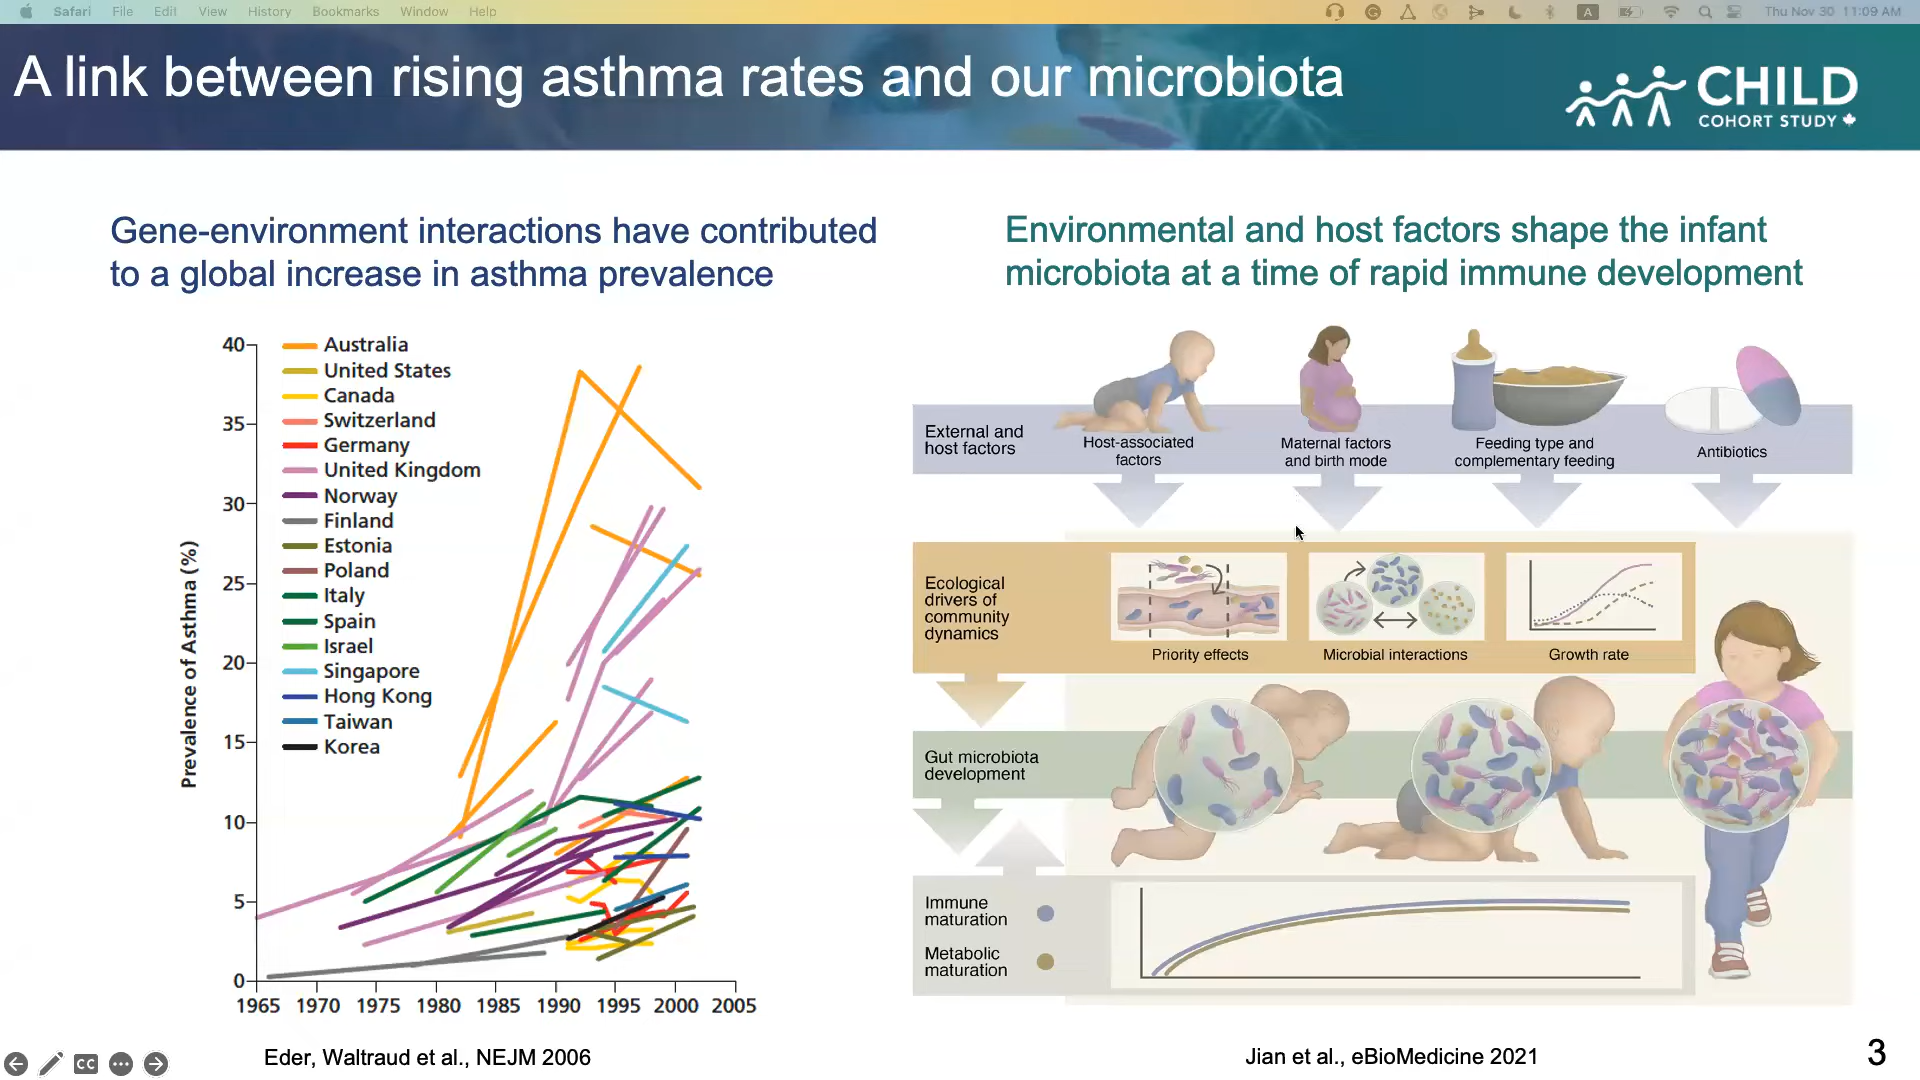 Safari File Edit View History Bookmarks Window Help
A
Thu Nov 30 11:09 AM
A link between rising asthma rates and our microbiota
CHILD
COHORT STUDY
Gene-environment interactions have contributed
to a global increase in asthma prevalence
Prevalence of Asthma (%)
40
35
30
25
20
15
10
5
0
Australia
United States
Canada
Switzerland
Germany
United Kingdom
Norway
Finland
Estonia
Poland
Italy
Spain
Israel
Singapore
Hong Kong
Taiwan
Korea
1965 1970 1975 1980 1985 1990 1995 2000 2005
Eder, Waltraud et al., NEJM 2006
Environmental and host factors shape the infant
microbiota at a time of rapid immune development
External and
host factors
Host-associated
factors
Maternal factors
and birth mode
Feeding type and
complementary feeding
Antibiotics
Ecological
drivers of
community
dynamics
Priority effects
Microbial interactions
Growth rate
Gut microbiota
development
Immune
maturation
Metabolic
maturation
Jian et al., eBioMedicine 2021
3
CC